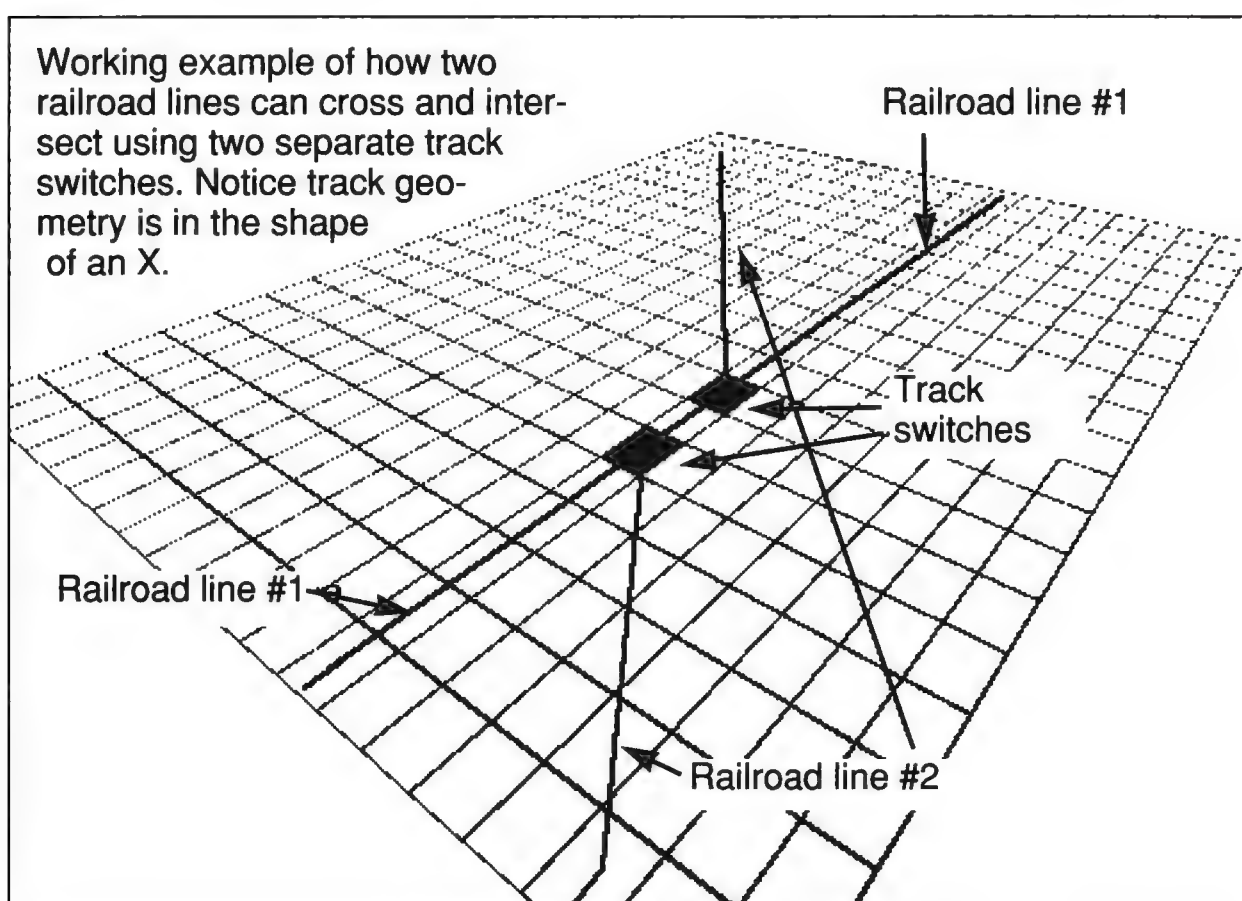 Working example of how two
railroad lines can cross and inter-
sect using two separate track
switches. Notice track geo-
metry is in the shape
of an X.
Railroad line #1
Track
switches
Railroad line #1
Railroad line #2